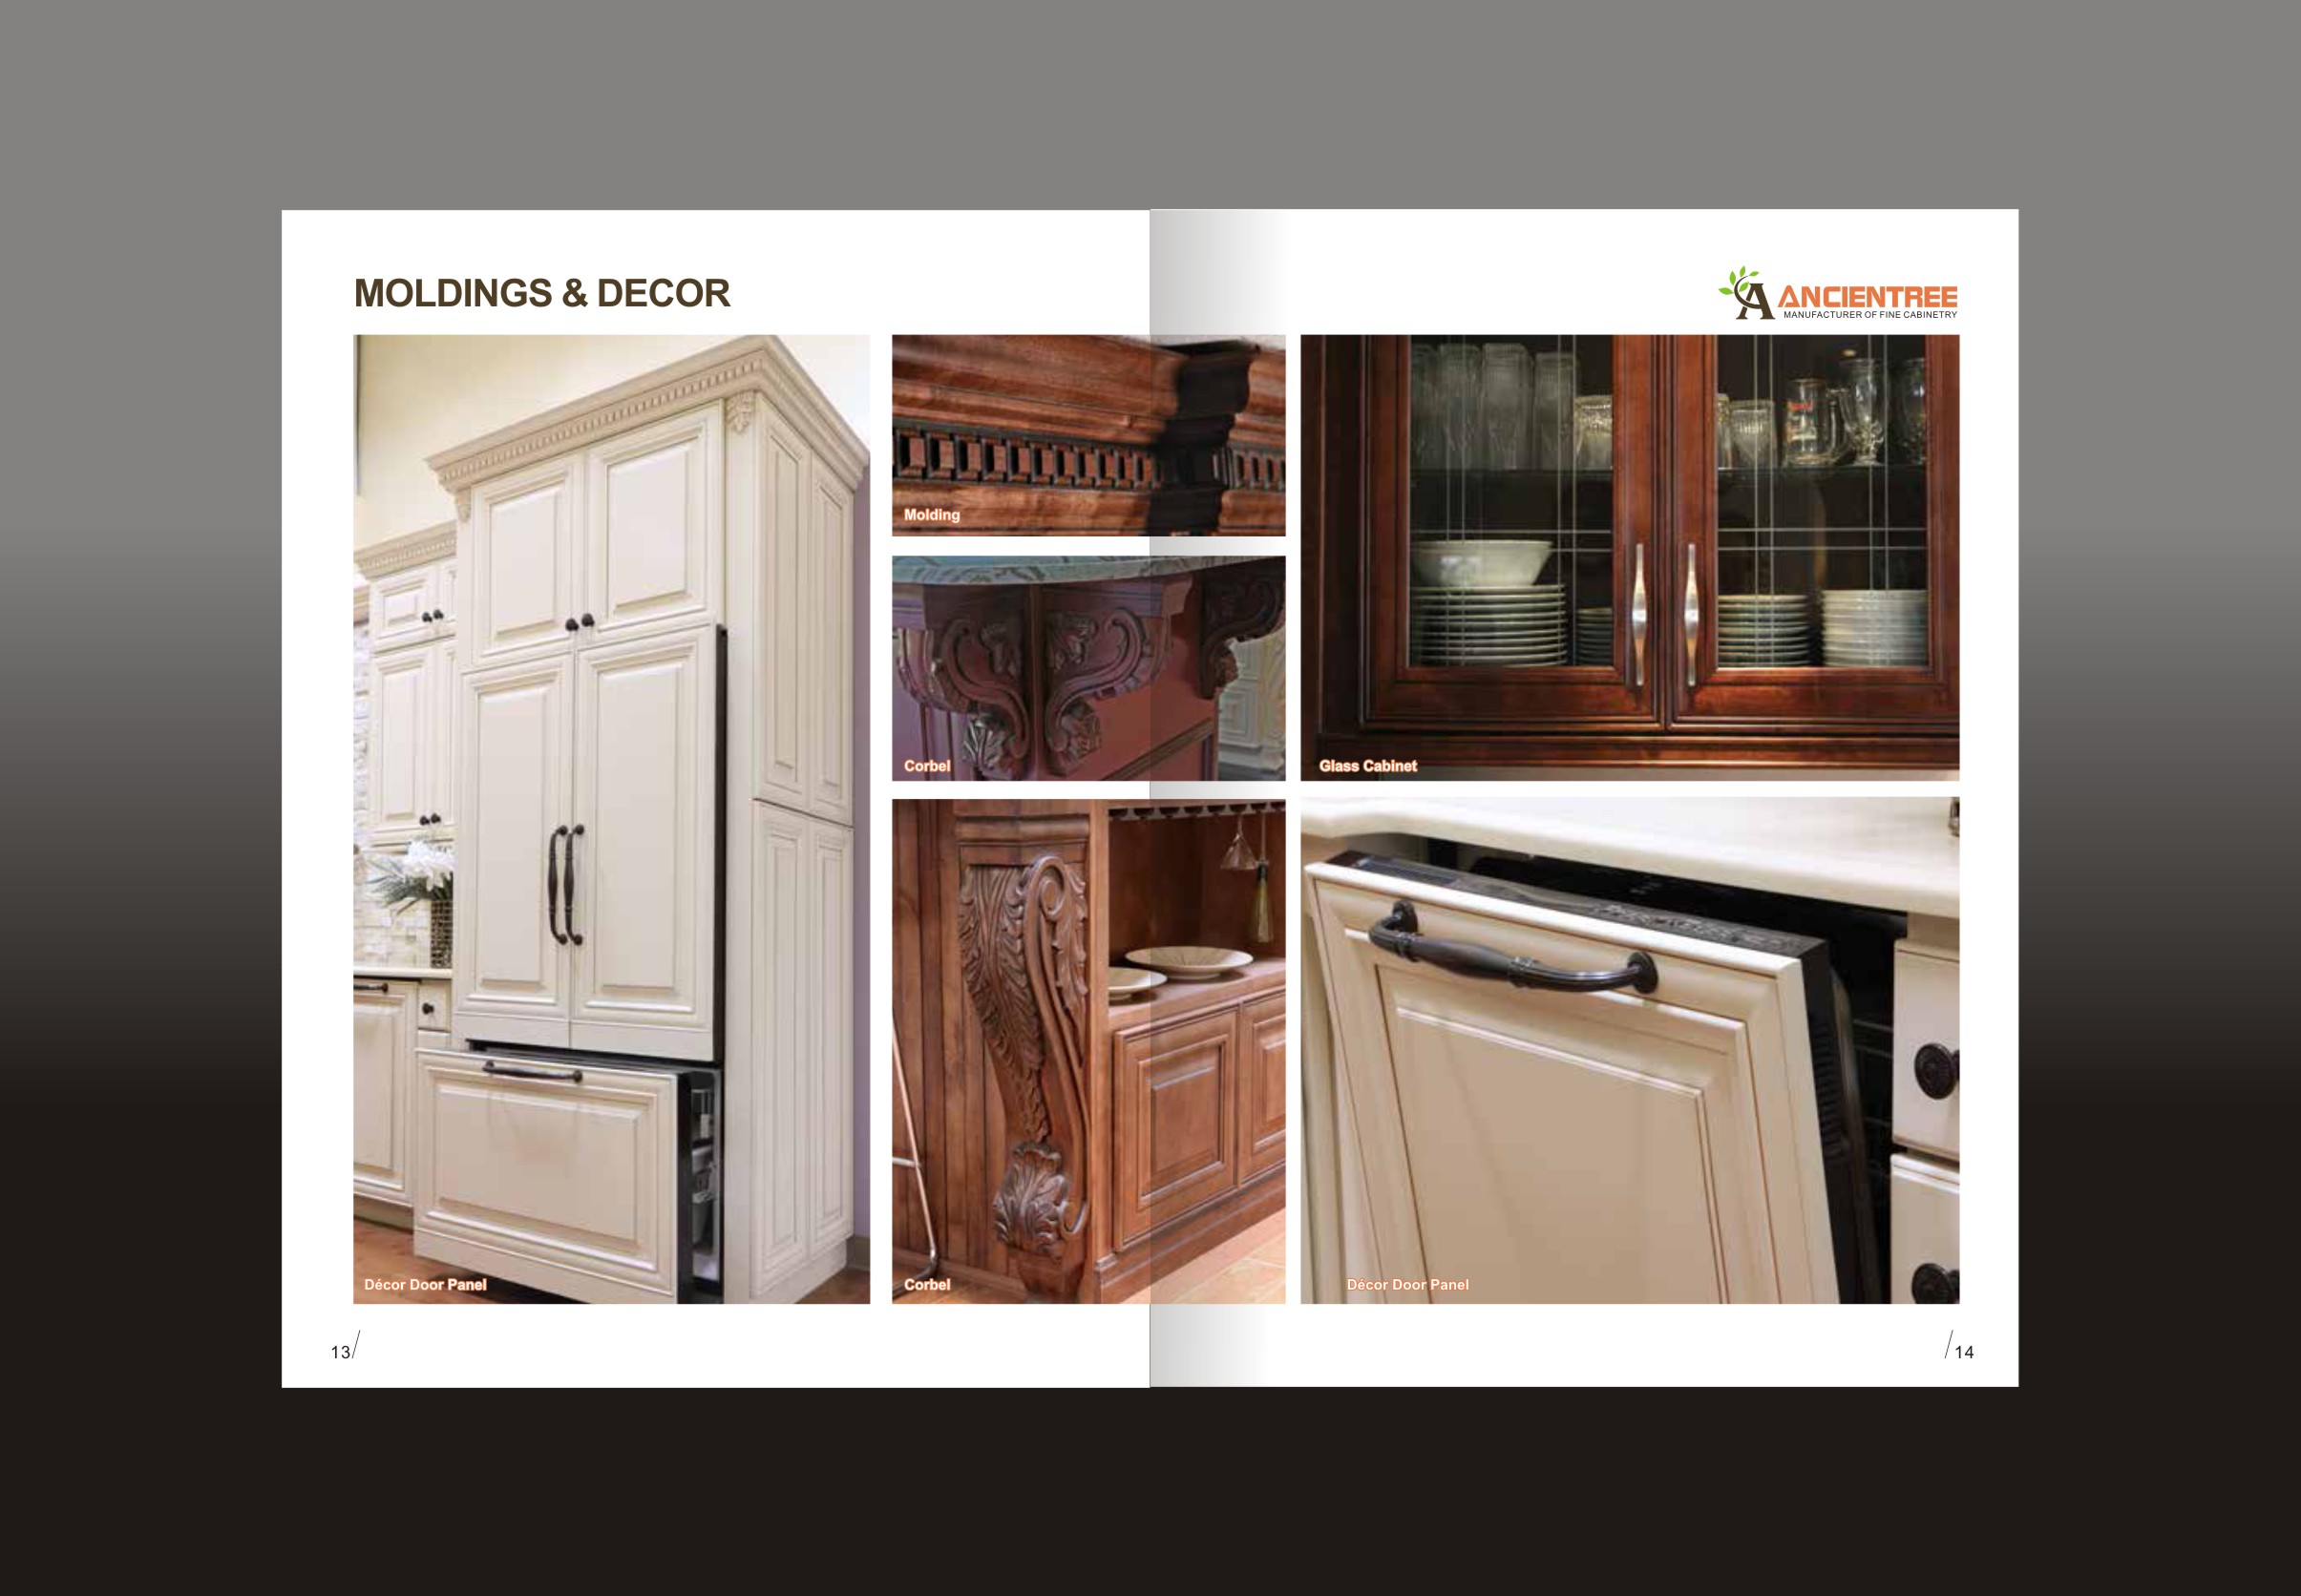 MOLDINGS & DECOR
ANCIENTREE
MANUFACTURER OF FINE CABINETRY
Molding
Corbel
Glass Cabinet
Décor Door Panel
Corbel
Décor Door Panel
13/
/14